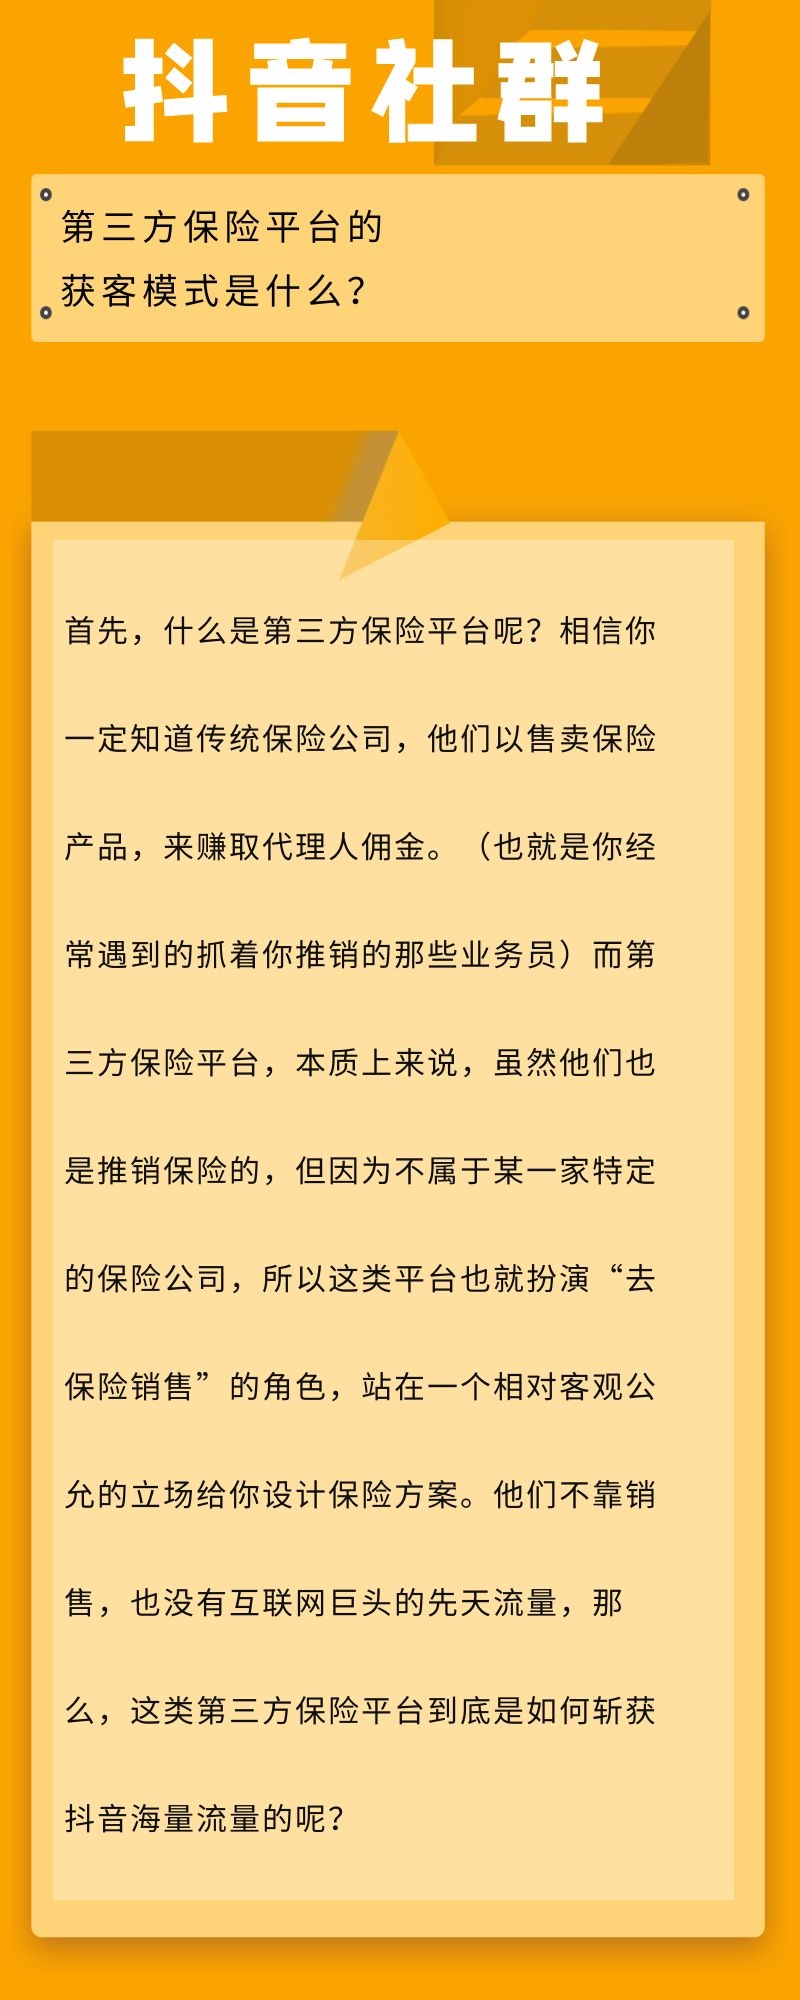 抖音社群
第三方保险平台的
获客模式是什么？
首先，什么是第三方保险平台呢？相信你
一定知道传统保险公司，他们以售卖保险
产品，来赚取代理人佣金。（也就是你经
常遇到的抓着你推销的那些业务员）而第
三方保险平台，本质上来说，虽然他们也
是推销保险的，但因为不属于某一家特定
的保险公司，所以这类平台也就扮演“去
保险销售”的角色，站在一个相对客观公
允的立场给你设计保险方案。他们不靠销
售，也没有互联网巨头的先天流量，那
么，这类第三方保险平台到底是如何斩获
抖音海量流量的呢？